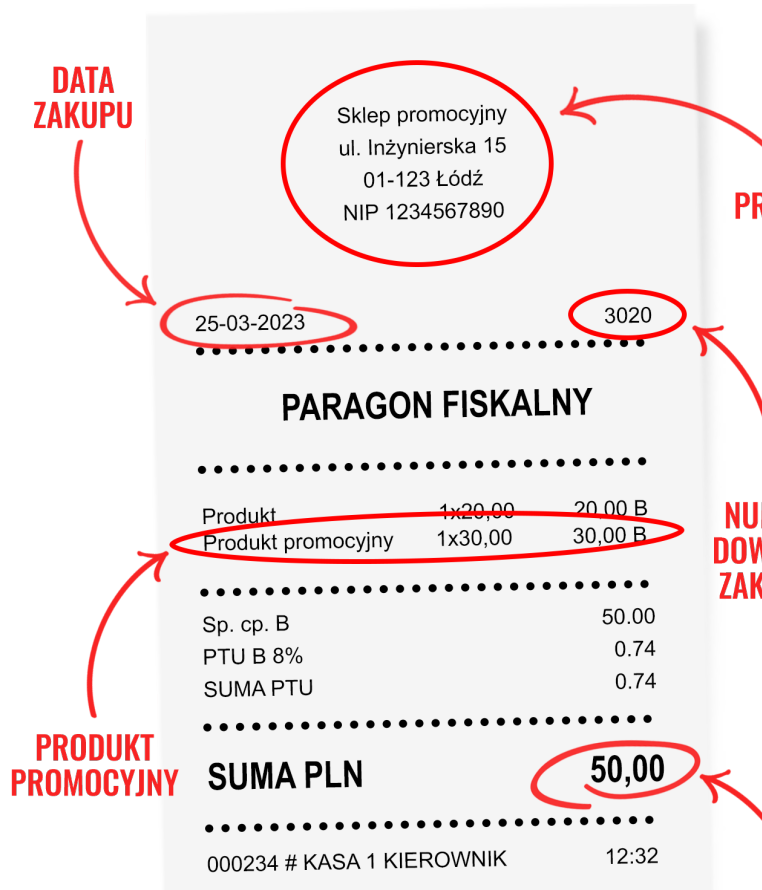 DATA
ZAKUPU
Sklep promocyjny
ul. Inżynierska 15
01-123 Łódź
NIP 1234567890
PR
25-03-2023 3020
PARAGON FISKALNY
Produkt 1x20,00 20,00 B
Produkt promocyjny 1x30,00 30,00 B
Sp. cp. B 50.00
PTU B 8% 0.74
SUMA PTU 0.74
PRODUKT
PROMOCYJNY
SUMA PLN 50,00
000234 # KASA 1 KIEROWNIK 12:32